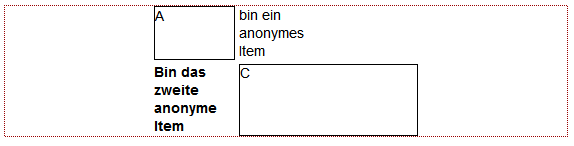 A
bin ein
anonymes
Item
Bin das
zweite
anonyme
Item
C